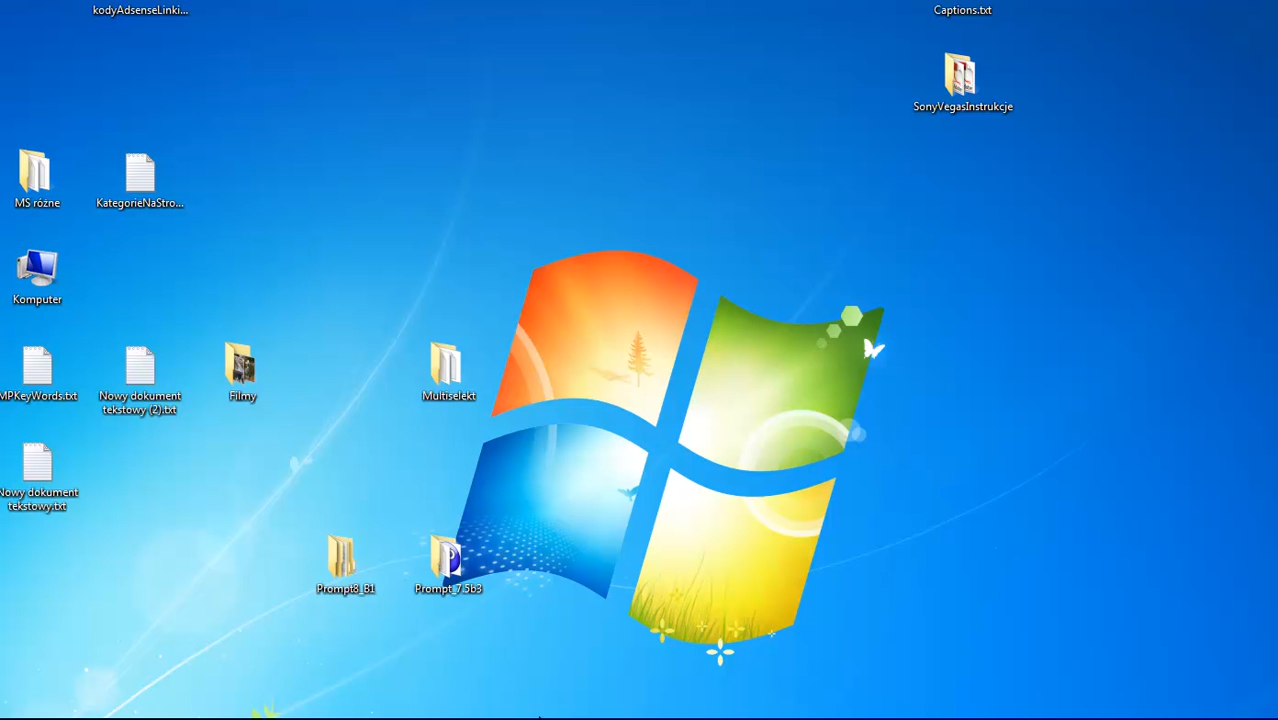 kodyAdsenseLinki...
Captions.txt
SonyVegasInstrukcje
MS różne
KategorieNaStro...
Komputer
MPKeyWords.txt
Nowy dokument
tekstowy (2).txt
Filmy
Multiselekt
Nowy dokument
tekstowy.txt
Prompt8_B1
Prompt_7.5b3